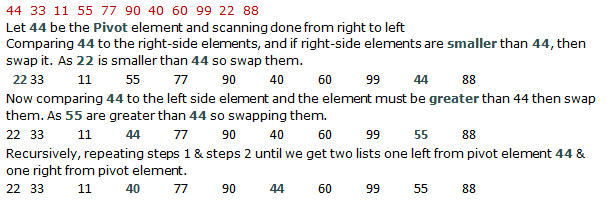 44 33 11 55 77 90 40 60 99 22 88
Let 44 be the Pivot element and scanning done from right to left
Comparing 44 to the right-side elements, and if right-side elements are smaller than 44, then
swap it. As 22 is smaller than 44 so swap them.
22 33 11 55 77 90 40 60 99 44 88
Now comparing 44 to the left side element and the element must be greater than 44 then swap
them. As 55 are greater than 44 so swapping them.
22 33 11 44 77 90 40 60 99 55 88
Recursively, repeating steps 1 & steps 2 until we get two lists one left from pivot element 44 &
one right from pivot element.
22 33 11 40 77 90 44 60 99 55 88